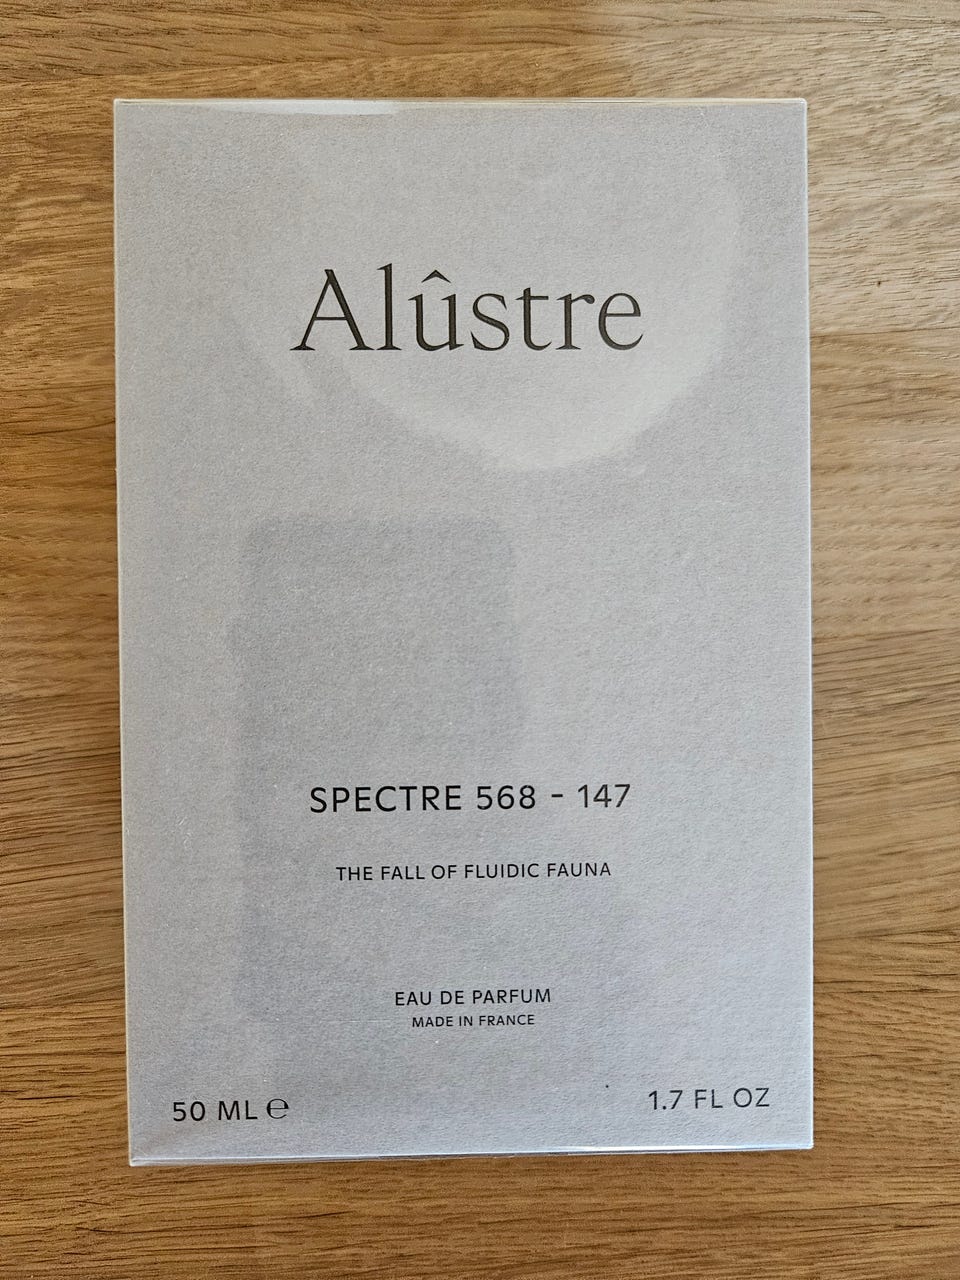 Alûstre
SPECTRE 568 - 147
THE FALL OF FLUIDIC FAUNA
EAU DE PARFUM
MADE IN FRANCE
50 ML ℮
1.7 FL OZ